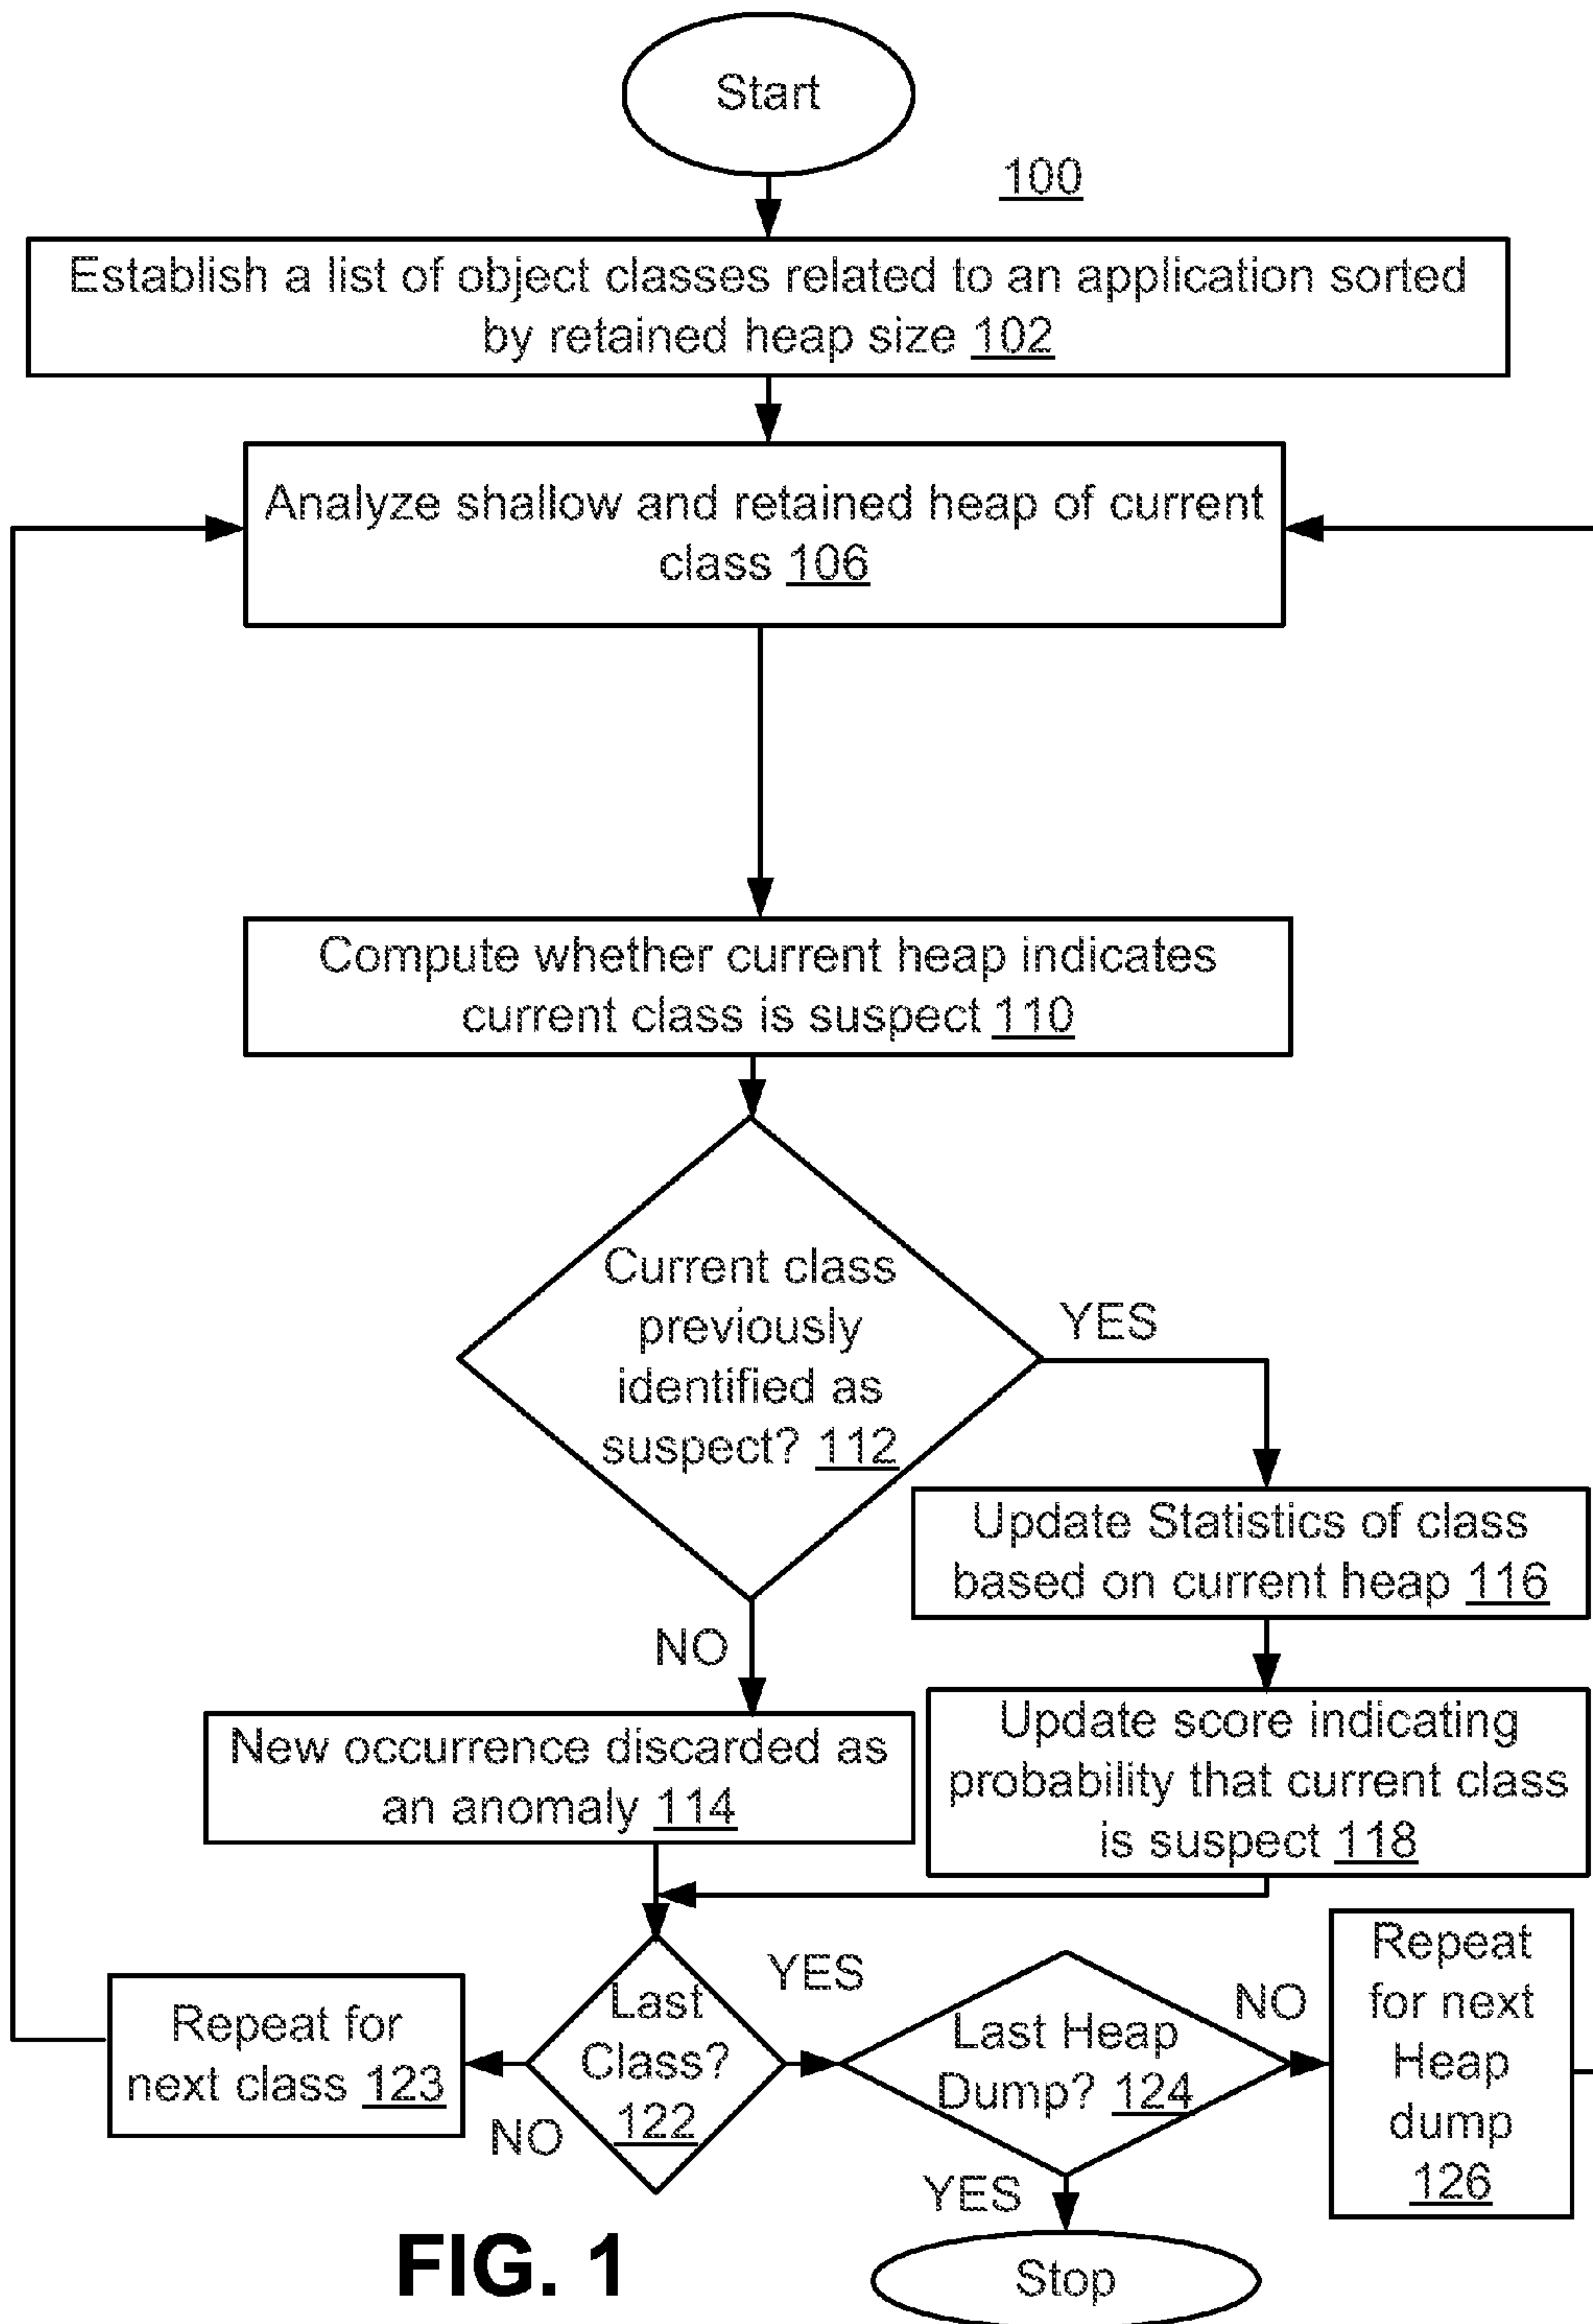 Start
100
Establish a list of object classes related to an application sorted
by retained heap size 102
Analyze shallow and retained heap of current
class 106
Compute whether current heap indicates
current class is suspect 110
Current class
previously
identified as
suspect? 112
YES
Update Statistics of class
based on current heap 116
NO
New occurrence discarded as
an anomaly 114
Update score indicating
probability that current class
is suspect 118
Repeat for
next class 123
Last
Class?
122
NO
YES
Last Heap
Dump? 124
NO
Repeat
for next
Heap
dump
126
YES
Stop
FIG. 1